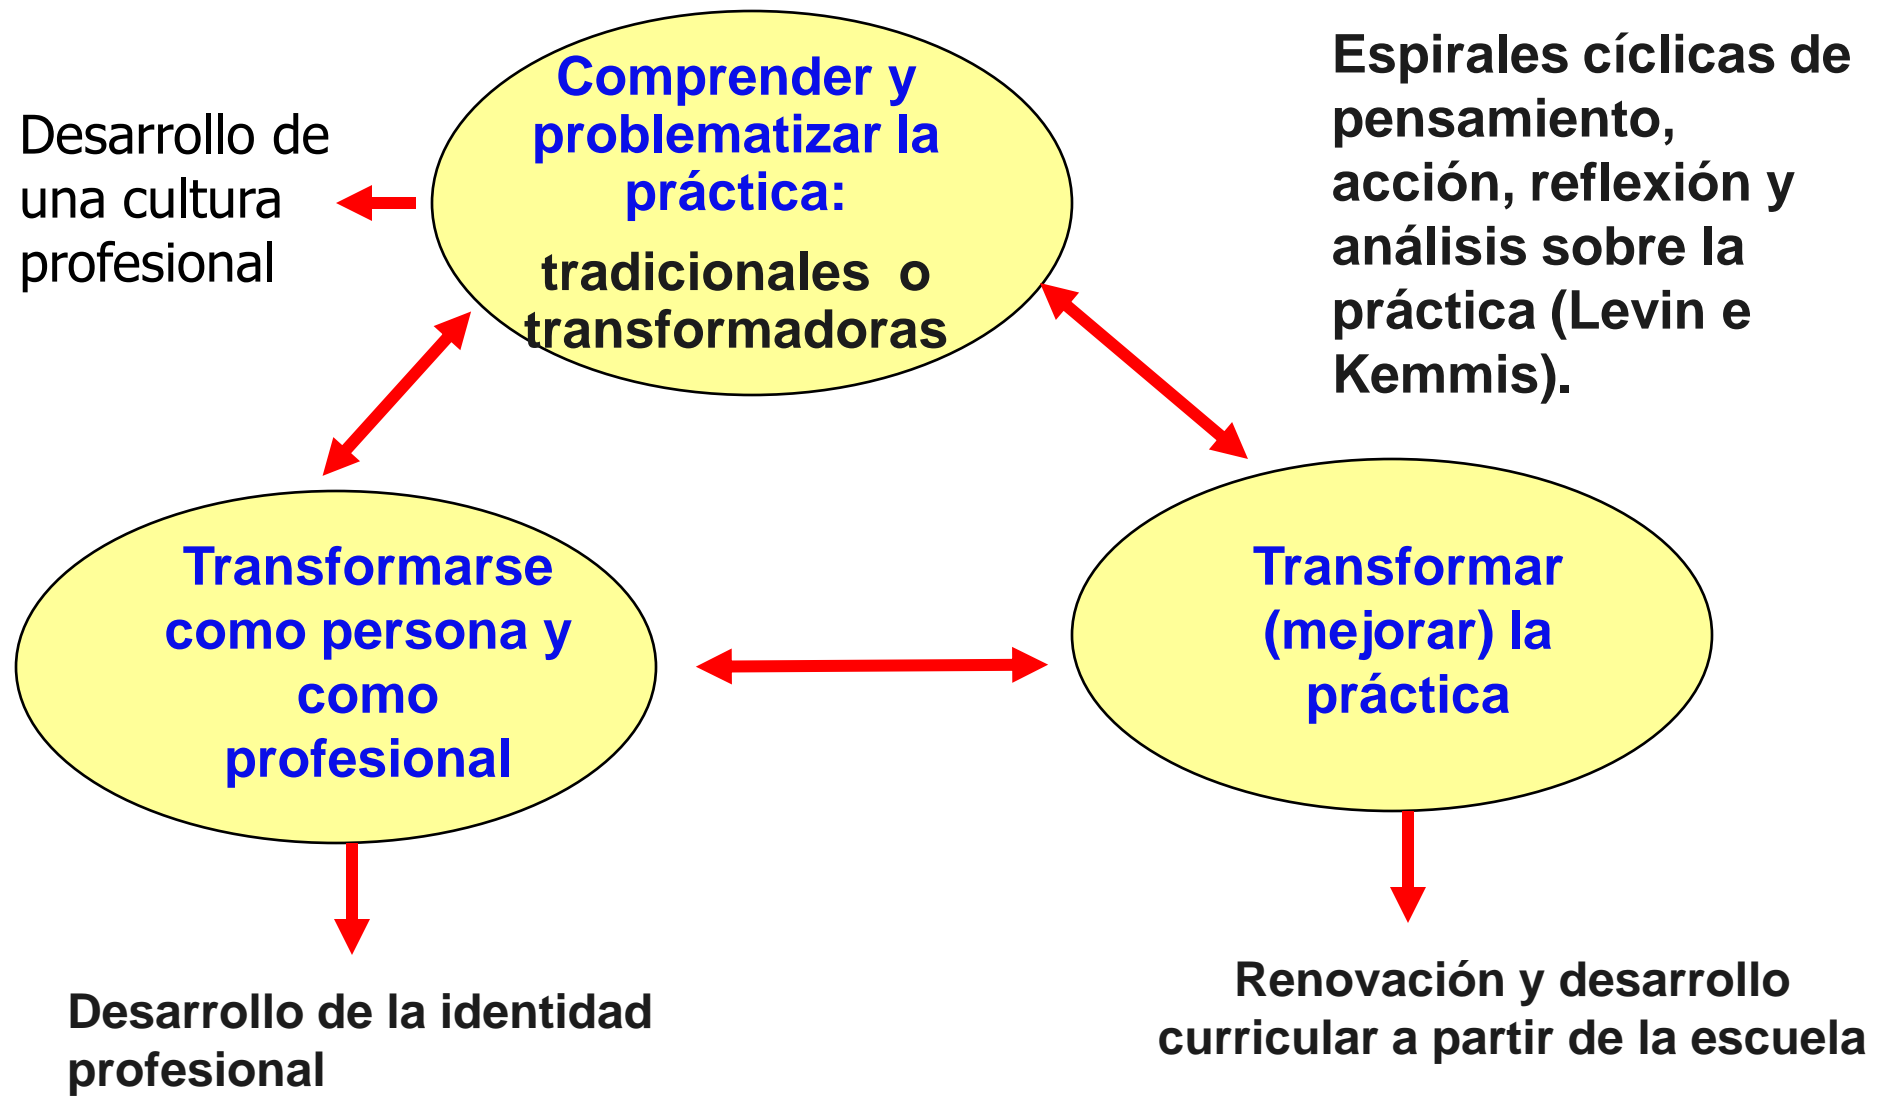 Desarrollo de
una cultura
profesional
Comprender y
problematizar la
práctica:
tradicionales o
transformadoras
Espirales cíclicas de
pensamiento,
acción, reflexión y
análisis sobre la
práctica (Levin e
Kemmis).
Transformarse
como persona y
como
profesional
Transformar
(mejorar) la
práctica
Desarrollo de la identidad
profesional
Renovación y desarrollo
curricular a partir de la escuela